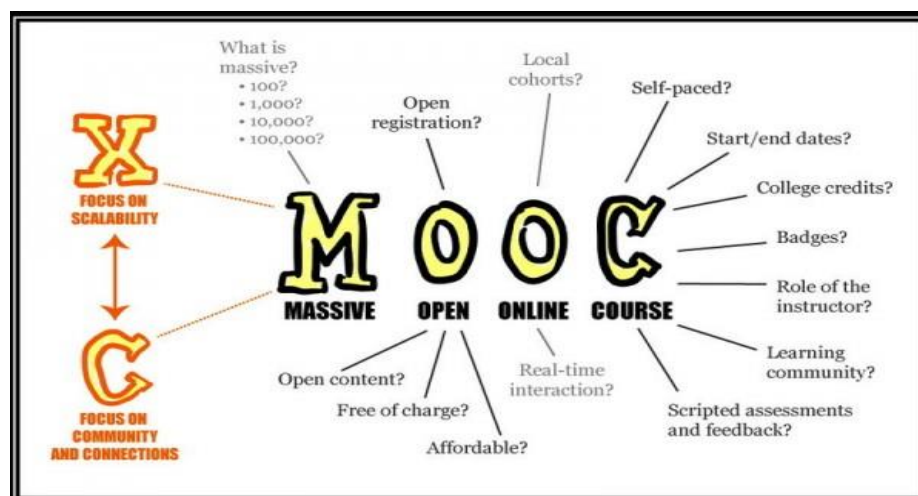 What is
massive?
• 100?
• 1,000?
• 10,000?
• 100,000?
Open
registration?
Local
cohorts?
Self-paced?
Start/end dates?
College credits?
Badges?
Role of the
instructor?
Learning
community?
Scripted assessments
and feedback?
X
FOCUS ON
SCALABILITY
C
FOCUS ON
COMMUNITY
AND CONNECTIONS
MOOC
MASSIVE OPEN ONLINE COURSE
Open content?
Free of charge?
Affordable?
Real-time
interaction?